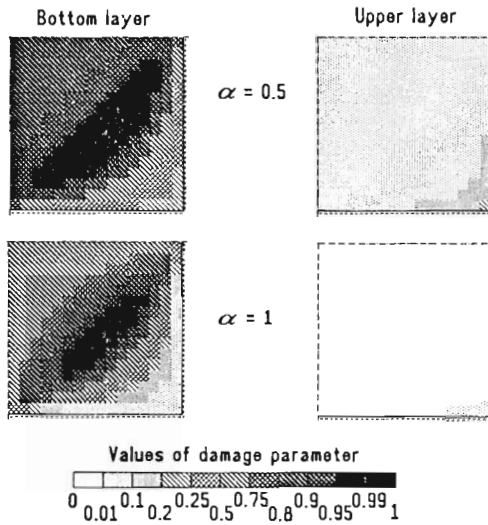 Bottom layer
Upper layer
α = 0.5
α = 1
Values of damage parameter
0 0.1 0.25 0.75 0.9 0.99
0.01 0.2 0.5 0.8 0.95 1